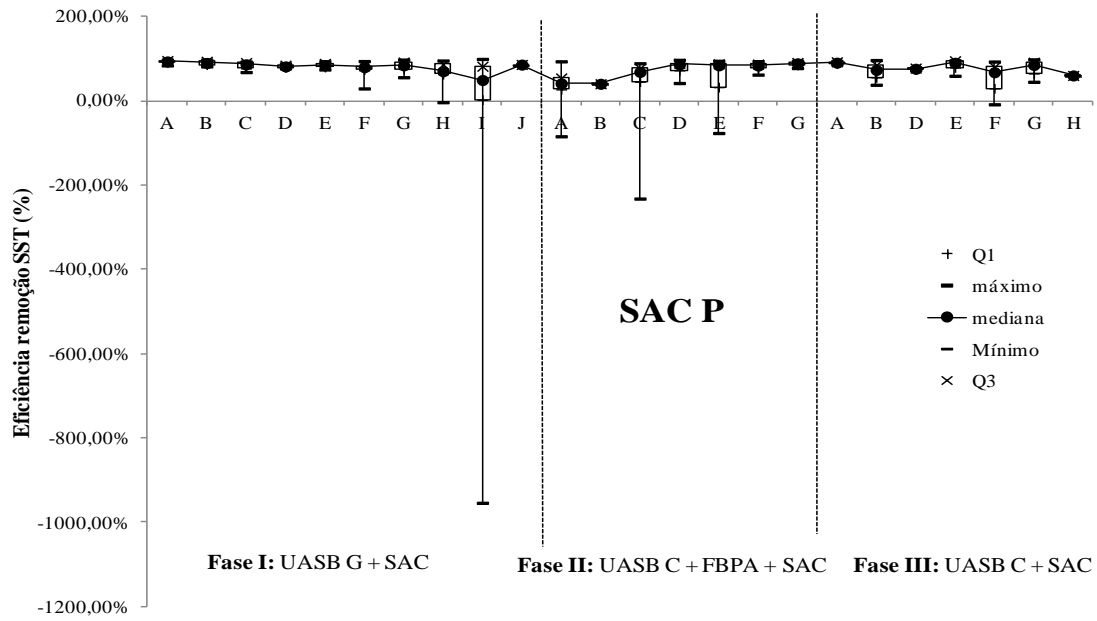 200,00%
0,00%
A B C D E F G H I J A B C D E F G A B D E F G H
-200,00%
-400,00%
-600,00%
-800,00%
-1000,00%
-1200,00%
Eficiência remoção SST (%)
SAC P
Q1
máximo
mediana
Mínimo
Q3
Fase I: UASB G + SAC
Fase II: UASB C + FBPA + SAC
Fase III: UASB C + SAC